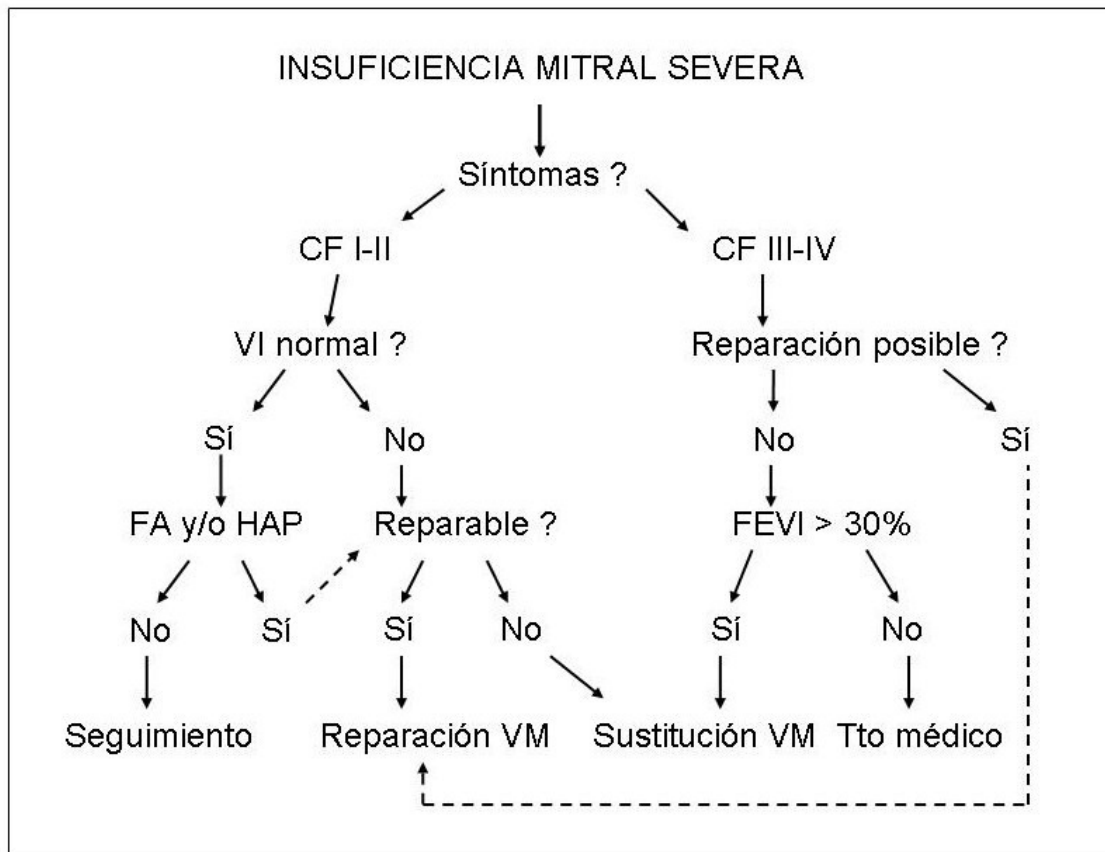 INSUFICIENCIA MITRAL SEVERA
Síntomas ?
CF I-II CF III-IV
VI normal ? Reparación posible ?
Sí No No Sí
FA y/o HAP Reparable ? FEVI > 30%
No Sí Sí No Sí No
Seguimiento Reparación VM Sustitución VM Tto médico